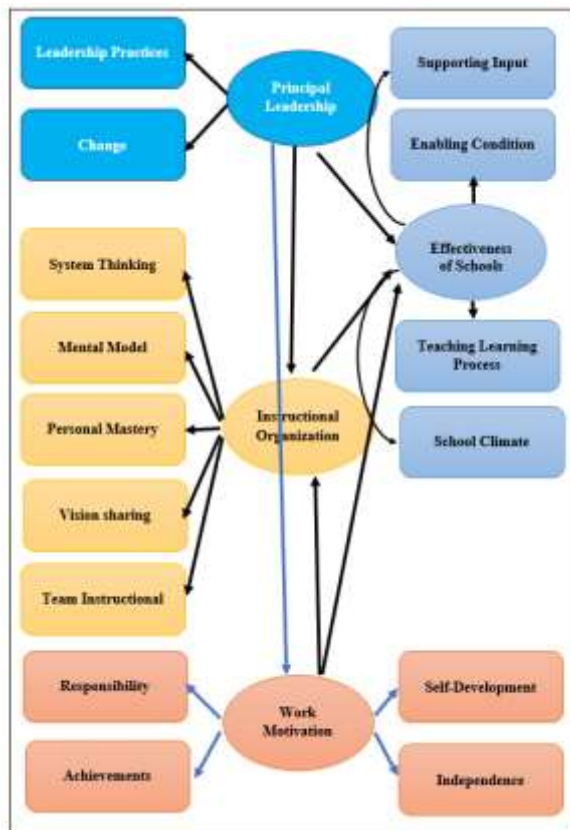 Leadership Practices
Principal
Leadership
Supporting Input
Change
Enabling Condition
System Thinking
Effectiveness
of Schools
Mental Model
Teaching Learning
Process
Personal Mastery
Instructional
Organization
School Climate
Vision sharing
Team Instructional
Responsibility
Work
Motivation
Self-Development
Achievements
Independence